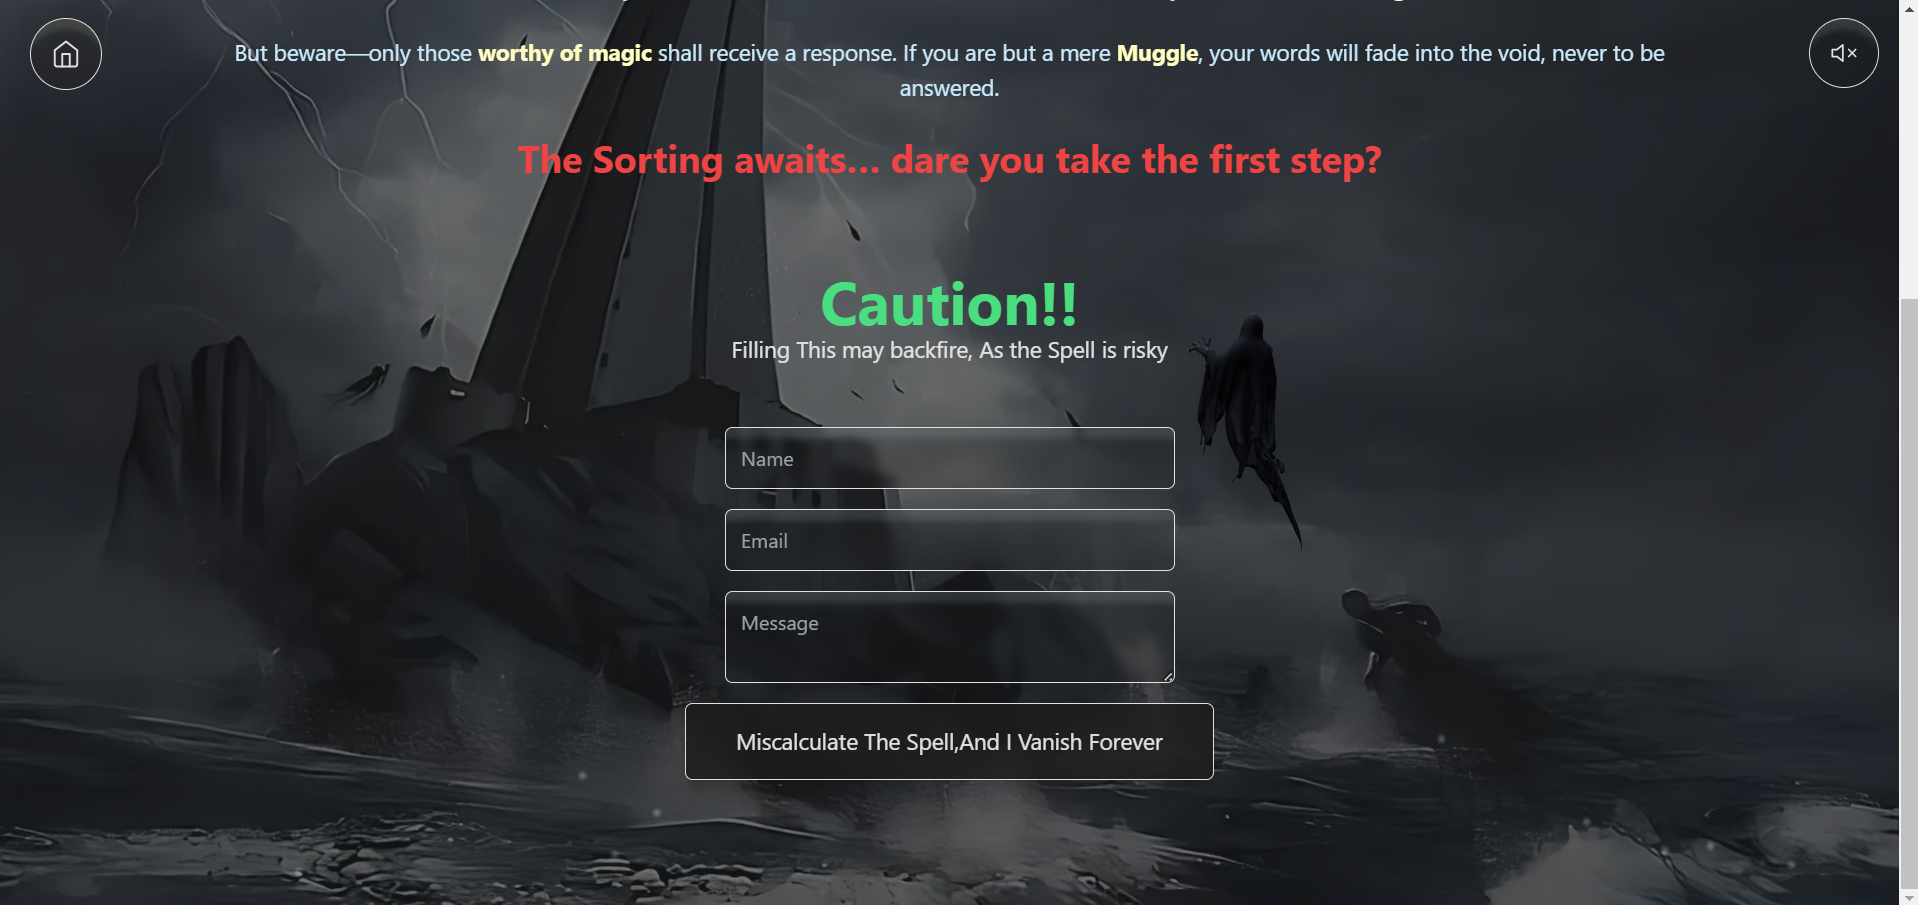 But beware—only those worthy of magic shall receive a response. If you are but a mere Muggle, your words will fade into the void, never to be
answered.
The Sorting awaits... dare you take the first step?
Caution!!
Filling This may backfire, As the Spell is risky
Name
Email
Message
Miscalculate The Spell,And I Vanish Forever